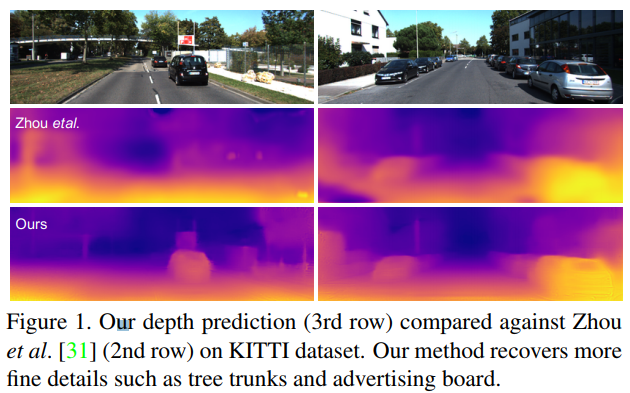 Zhou etal.
Ours
Figure 1. Our depth prediction (3rd row) compared against Zhou
et al. [31] (2nd row) on KITTI dataset. Our method recovers more
fine details such as tree trunks and advertising board.